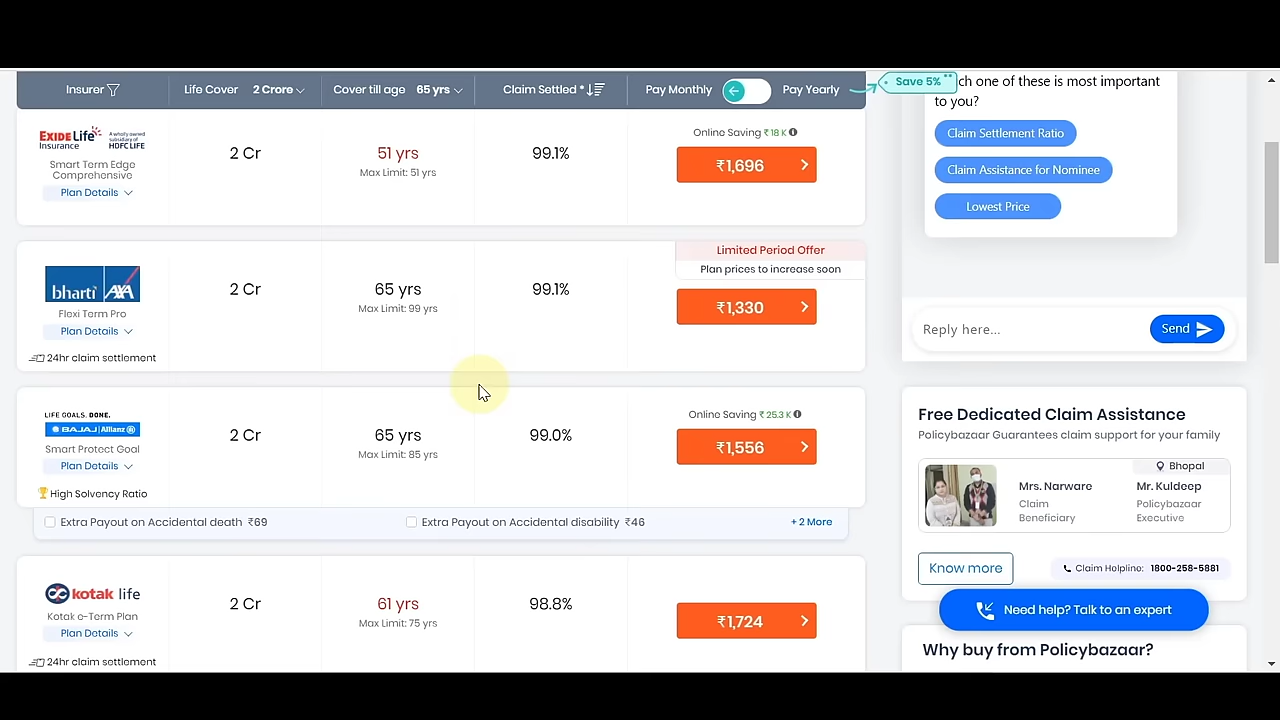 Insurer
Life Cover 2 Crore
Cover till age 65 yrs
Claim Settled *
Pay Monthly
Pay Yearly
Save 5% **
EXIDE Life Insurance
A wholly owned subsidiary of HDFC LIFE
Smart Term Edge
Comprehensive
Plan Details
2 Cr
51 yrs
Max Limit: 51 yrs
99.1%
Online Saving ₹ 18 K
₹1,696
bharti AXA
Flexi Term Pro
Plan Details
24hr claim settlement
2 Cr
65 yrs
Max Limit: 99 yrs
99.1%
Limited Period Offer
Plan prices to increase soon
₹1,330
LIFE GOALS. DONE.
BAJAJ Allianz
Smart Protect Goal
Plan Details
High Solvency Ratio
2 Cr
65 yrs
Max Limit: 85 yrs
99.0%
Online Saving ₹ 25.3 K
₹1,556
Extra Payout on Accidental death ₹69
Extra Payout on Accidental disability ₹46
+ 2 More
kotak life
Kotak e-Term Plan
Plan Details
24hr claim settlement
2 Cr
61 yrs
Max Limit: 75 yrs
98.8%
₹1,724
ch one of these is most important
to you?
Claim Settlement Ratio
Claim Assistance for Nominee
Lowest Price
Reply here...
Send
Free Dedicated Claim Assistance
Policybazaar Guarantees claim support for your family
Bhopal
Mrs. Narware
Claim
Beneficiary
Mr. Kuldeep
Policybazaar
Executive
Know more
Claim Helpline: 1800-258-5881
Need help? Talk to an expert
Why buy from Policybazaar?